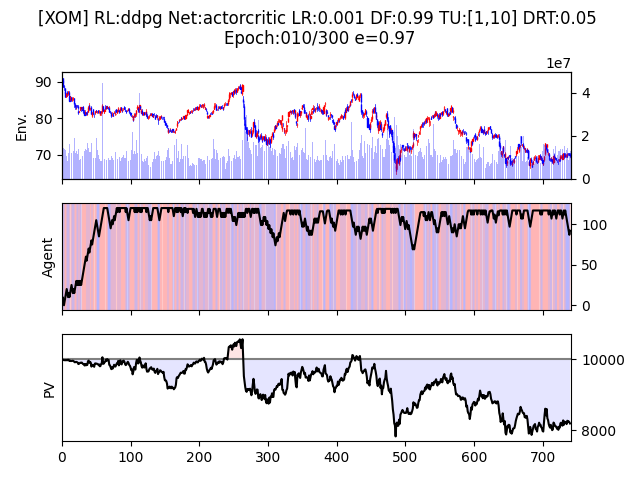 [XOM] RL:ddpg Net:actorcritic LR:0.001 DF:0.99 TU:[1,10] DRT:0.05
Epoch:010/300 e=0.97
1e7
90
80
70
Env.
4
2
0
Agent
100
50
0
PV
10000
8000
0 100 200 300 400 500 600 700